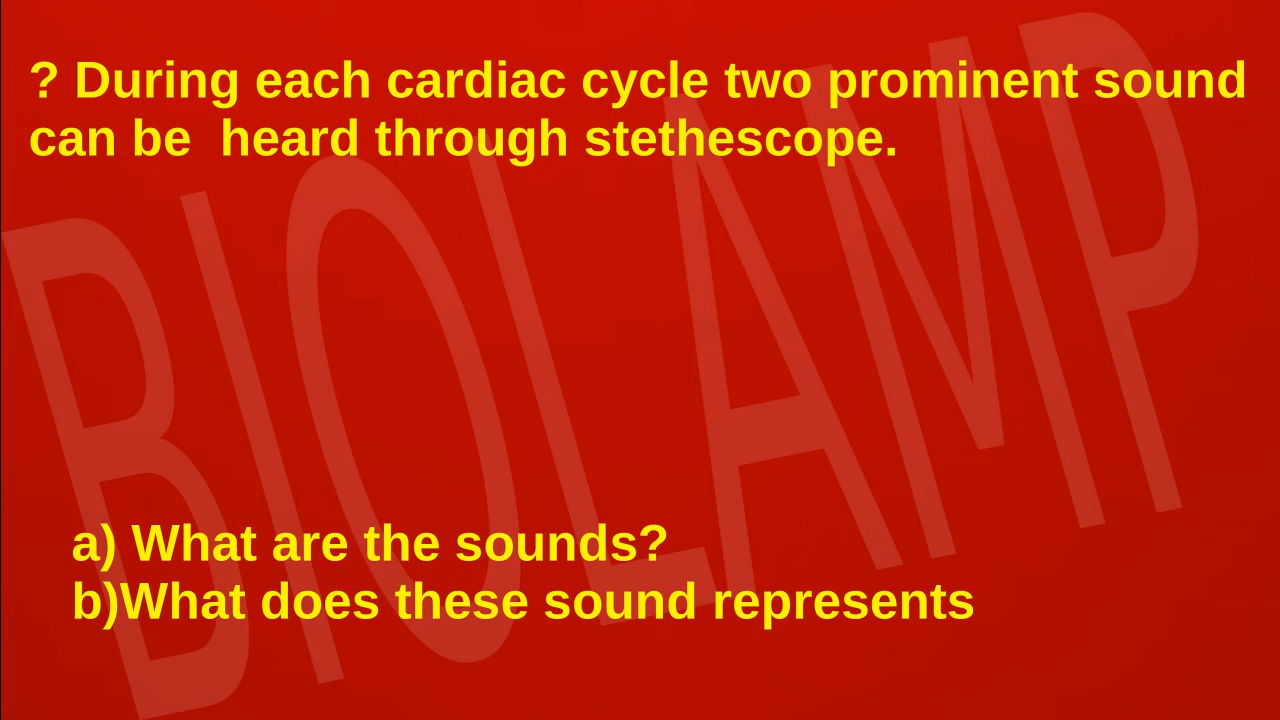 ? During each cardiac cycle two prominent sound
can be  heard through stethescope.
BIOLAMP
a) What are the sounds?
b)What does these sound represents